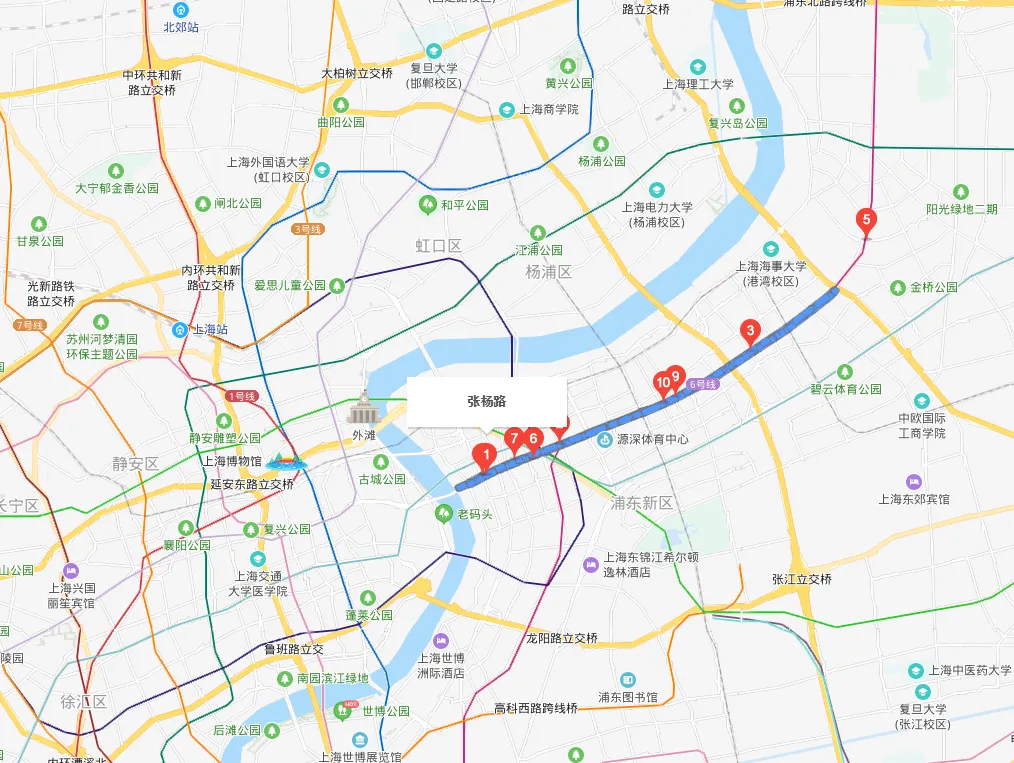 路立交桥
浦东北路跨线桥
北郊站
中环共和新
路立交桥
大柏树立交桥
复旦大学
(邯郸校区)
黄兴公园
上海理工大学
曲阳公园
上海商学院
复兴岛公园
杨浦公园
上海外国语大学
(虹口校区)
大宁郁金香公园
闸北公园
和平公园
上海电力大学
(杨浦校区)
阳光绿地二期
5
甘泉公园
3号线
虹口区
江浦公园
杨浦区
内环共和新
路立交桥
爱思儿童公园
上海海事大学
(港湾校区)
光新路铁
路立交桥
金桥公园
7号线
上海站
苏州河梦清园
环保主题公园
3
10
9
6号线
碧云体育公园
1号线
张杨路
中欧国际
工商学院
外滩
静安雕塑公园
7
6
源深体育中心
1
静安区
上海博物馆
延安东路立交桥
古城公园
上海东郊宾馆
长宁区
浦东新区
老码头
襄阳公园
复兴公园
上海东锦江希尔顿
逸林酒店
山公园
上海兴国
丽笙宾馆
上海交通
大学医学院
张江立交桥
蓬莱公园
园
龙阳路立交桥
鲁班路立交
陵园
上海世博
洲际酒店
上海中医药大学
南园滨江绿地
浦东图书馆
徐汇区
HOT
世博公园
高科西路跨线桥
复旦大学
(张江校区)
后滩公园
上海世博展览馆
内环漕溪北